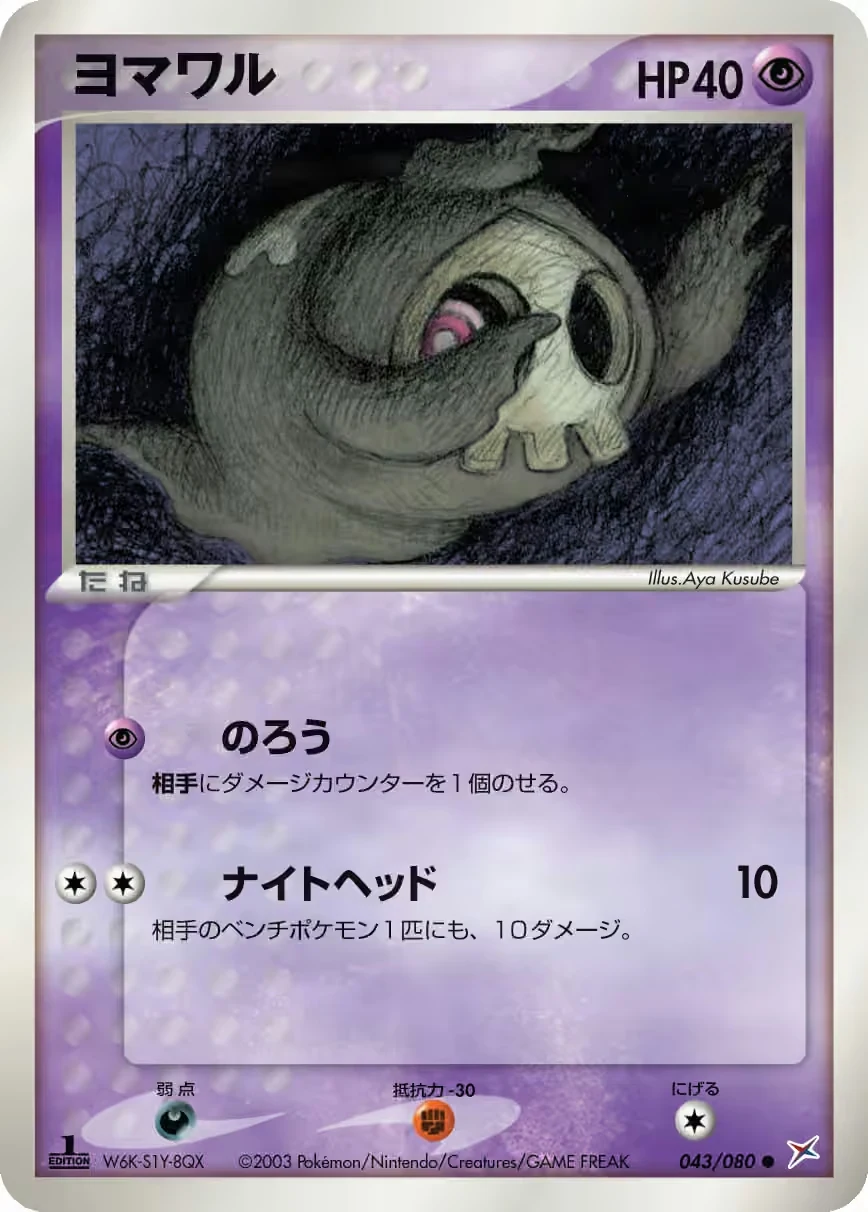 ヨマワル HP40
たね Illus.Aya Kusube
のろう
相手にダメージカウンターを1個のせる。
ナイトヘッド 10
相手のベンチポケモン1匹にも、10ダメージ。
弱点 抵抗力-30 にげる
1 EDITION W6K-S1Y-8QX ©2003 Pokémon/Nintendo/Creatures/GAME FREAK 043/080